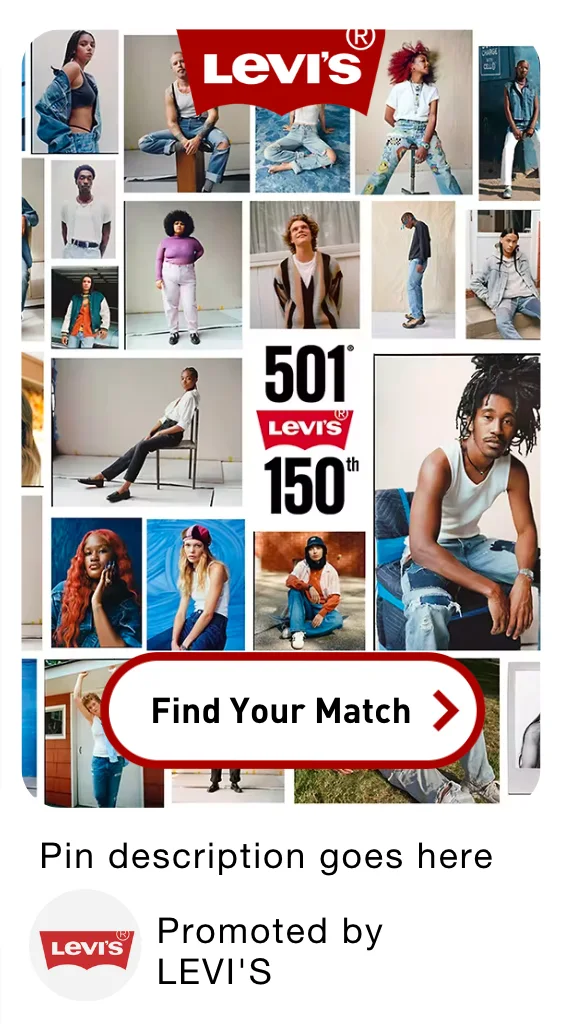 LEVI'S®
501®
LEVI'S®
150th
Find Your Match
Pin description goes here
LEVI'S®
Promoted by
LEVI'S